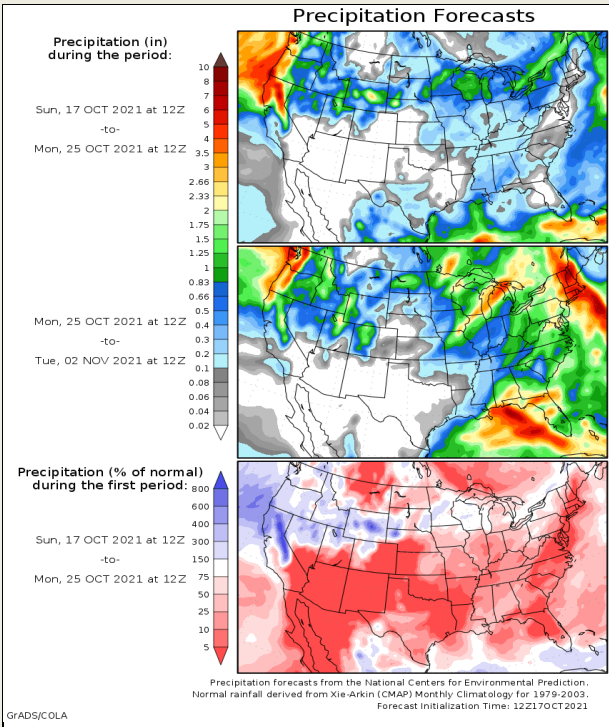 Precipitation Forecasts
Precipitation (in)
during the period:
Sun, 17 OCT 2021 at 12Z
-to-
Mon, 25 OCT 2021 at 12Z
10
8
7
6
5
4
3.5
3
2.66
2.33
2
1.75
1.5
1.25
1
0.83
0.66
0.5
0.4
0.3
0.2
0.1
0.08
0.06
0.04
0.02
Mon, 25 OCT 2021 at 12Z
-to-
Tue, 02 NOV 2021 at 12Z
Precipitation (% of normal)
during the first period:
Sun, 17 OCT 2021 at 12Z
-to-
Mon, 25 OCT 2021 at 12Z
800
600
400
300
150
75
50
25
10
5
Precipitation forecasts from the National Centers for Environmental Prediction.
Normal rainfall derived from Xie-Arkin (CMAP) Monthly Climatology for 1979-2003.
Forecast Initialization Time: 12Z17OCT2021
GrADS/COLA